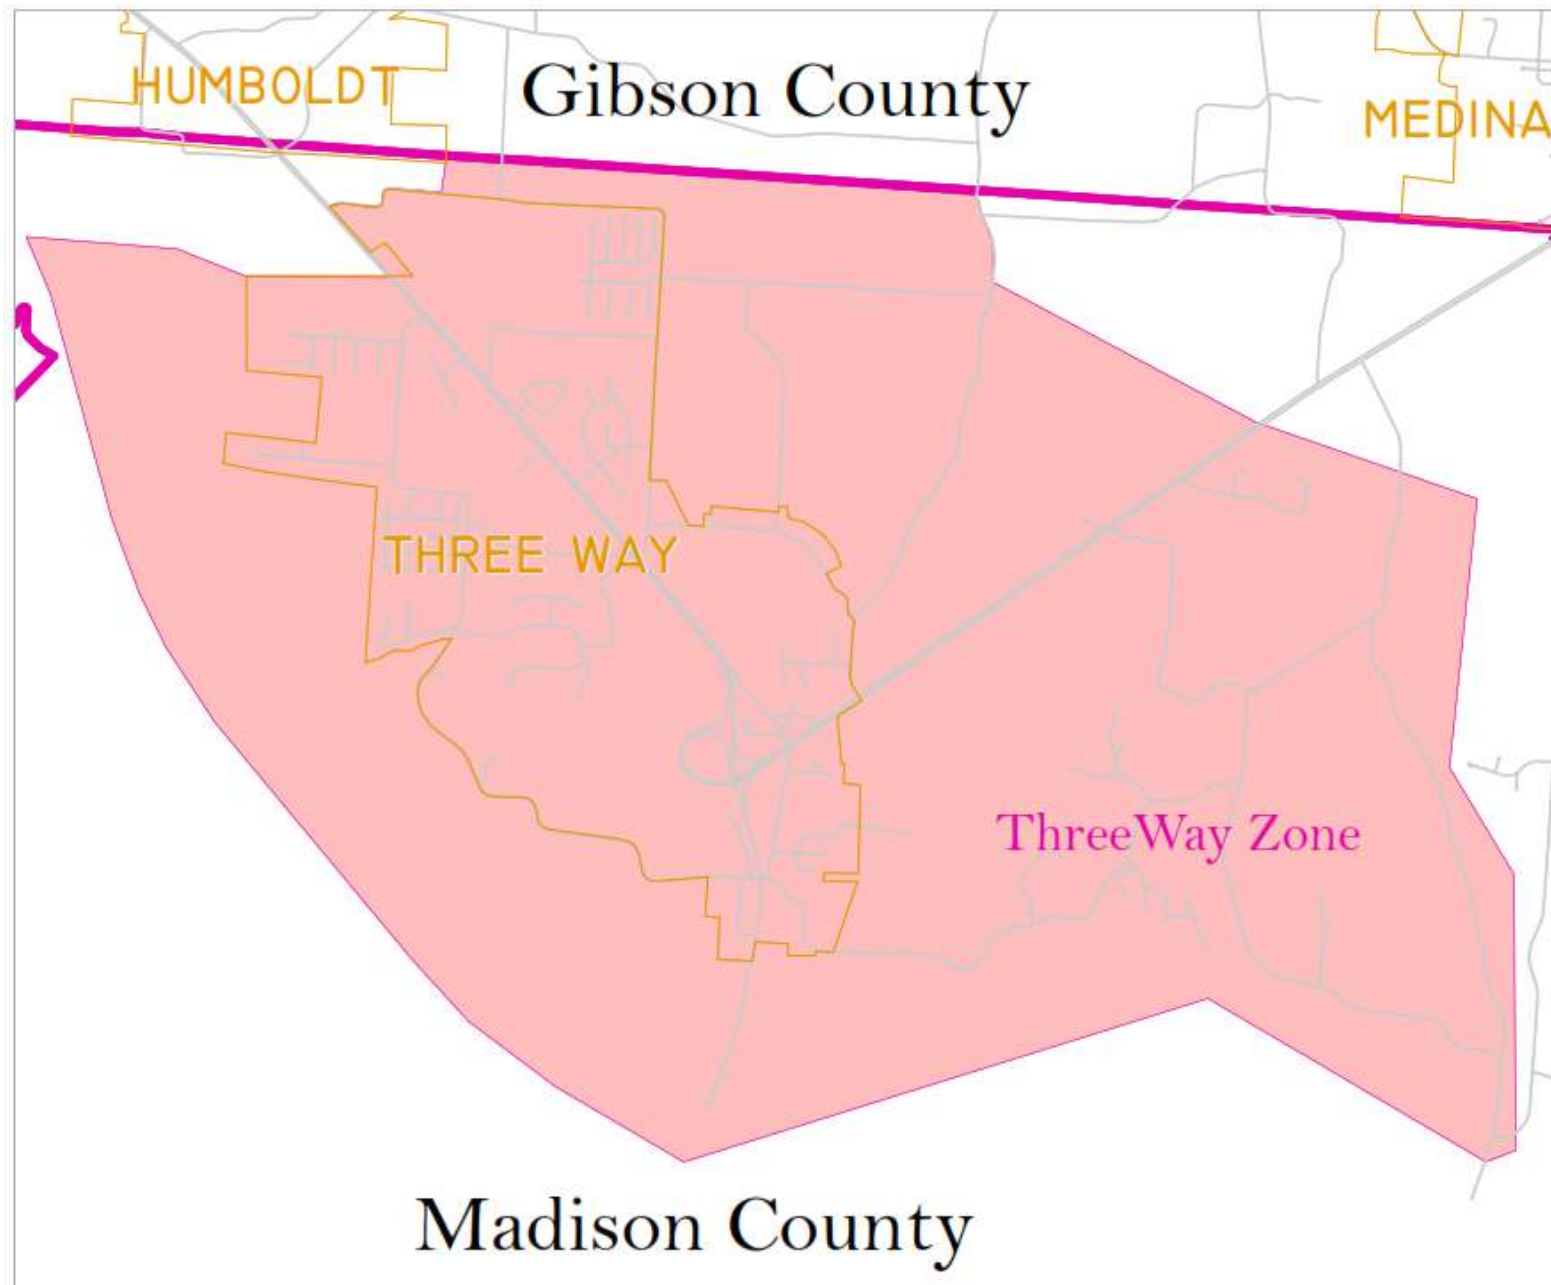 HUMBOLDT
Gibson County
MEDINA
THREE WAY
ThreeWay Zone
Madison County